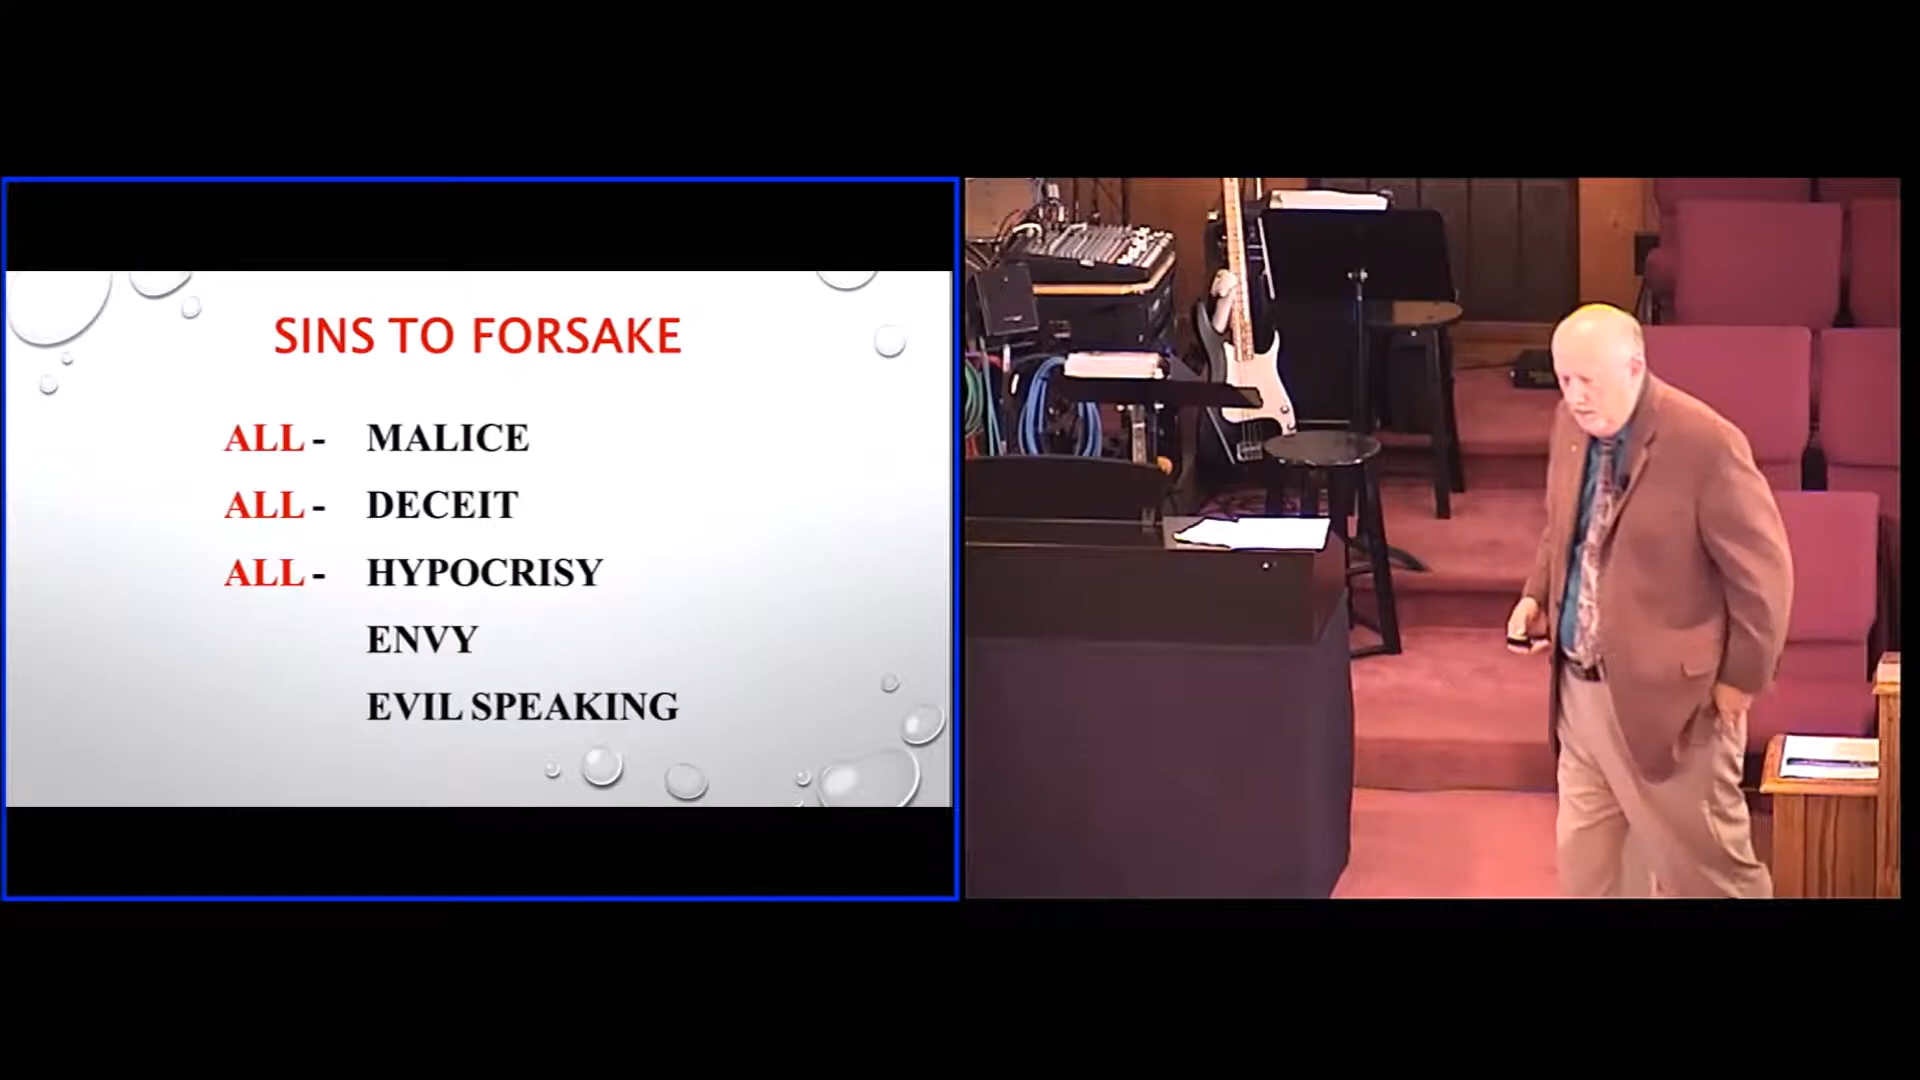 SINS TO FORSAKE
ALL - MALICE
ALL - DECEIT
ALL - HYPOCRISY
ENVY
EVIL SPEAKING